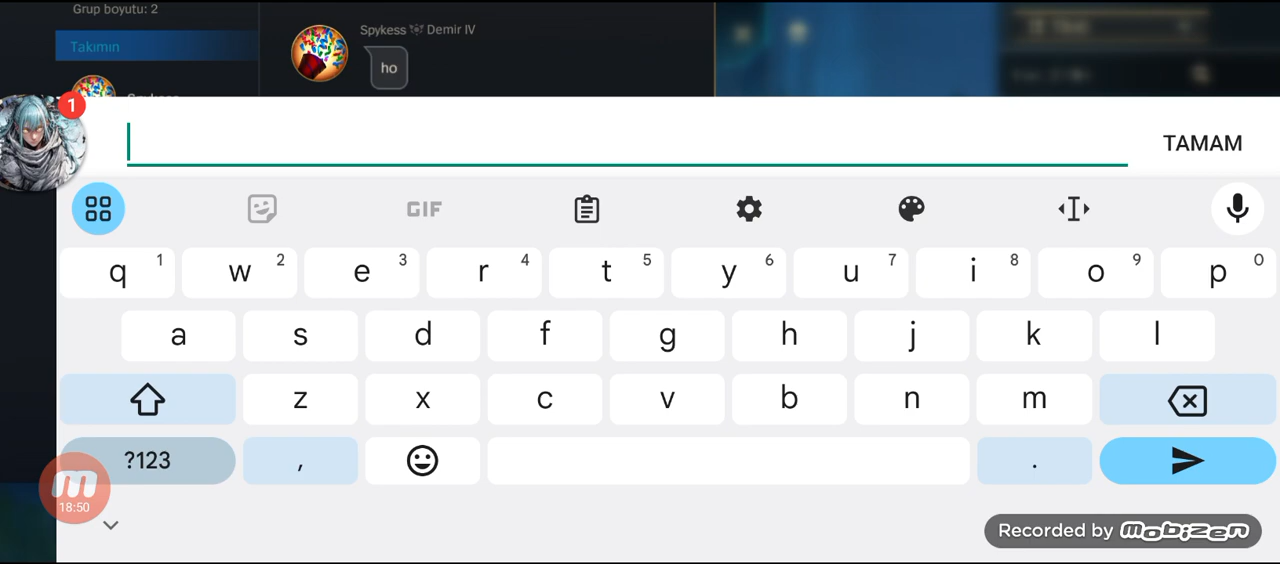 Grup boyutu: 2
Takımın
Spykess Demir IV
ho
1
TAMAM
GIF
q 1 w 2 e 3 r 4 t 5 y 6 u 7 i 8 o 9 p 0
a s d f g h j k l
z x c v b n m
?123 , .
18:50
Recorded by mobizen